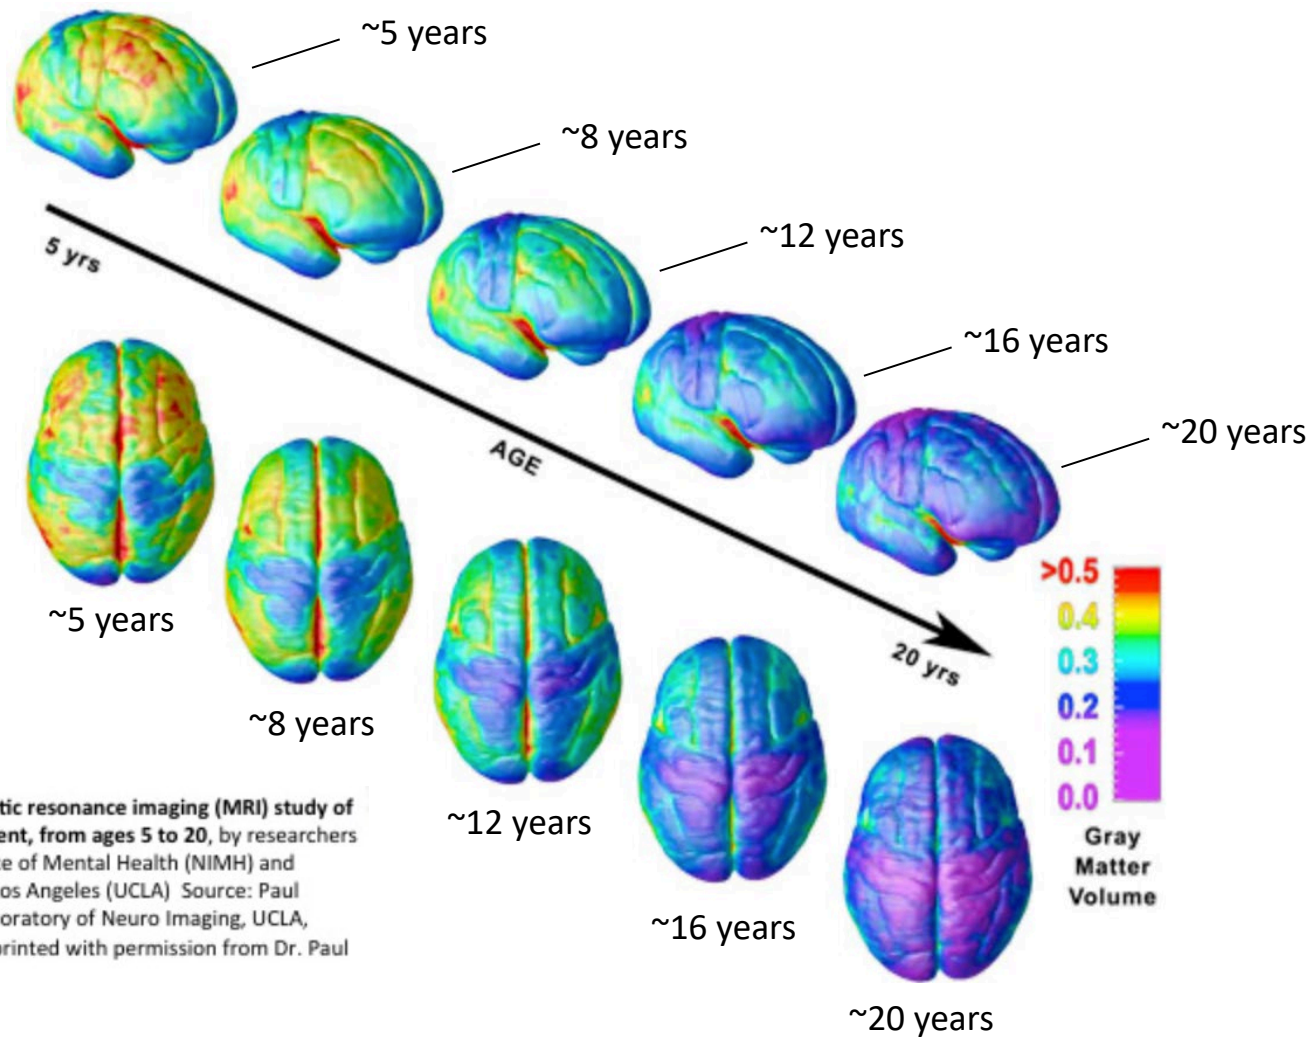 ~5 years
~8 years
~12 years
~16 years
~20 years
5 yrs
AGE
20 yrs
~5 years
~8 years
~12 years
~16 years
~20 years
>0.5
0.4
0.3
0.2
0.1
0.0
Gray
Matter
Volume
tic resonance imaging (MRI) study of
ent, from ages 5 to 20, by researchers
te of Mental Health (NIMH) and
os Angeles (UCLA) Source: Paul
oratory of Neuro Imaging, UCLA,
printed with permission from Dr. Paul